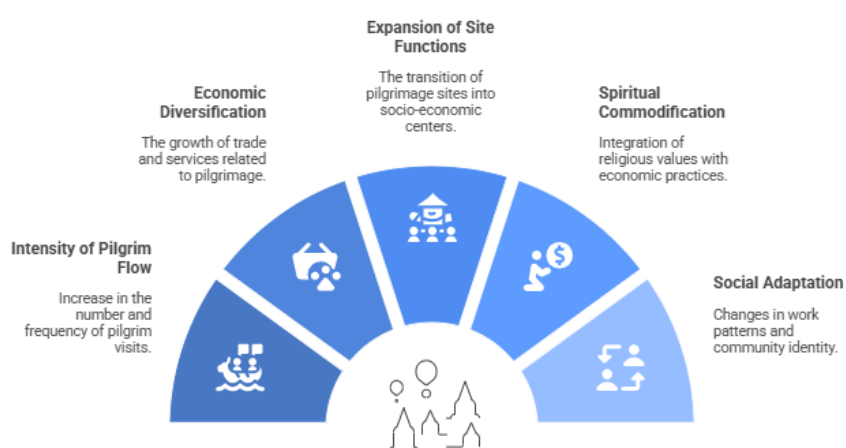 Expansion of Site
Functions
The transition of
pilgrimage sites into
socio-economic
centers.
Economic
Diversification
The growth of trade
and services related
to pilgrimage.
Spiritual
Commodification
Integration of
religious values with
economic practices.
Intensity of Pilgrim
Flow
Increase in the
number and
frequency of pilgrim
visits.
Social Adaptation
Changes in work
patterns and
community identity.
$